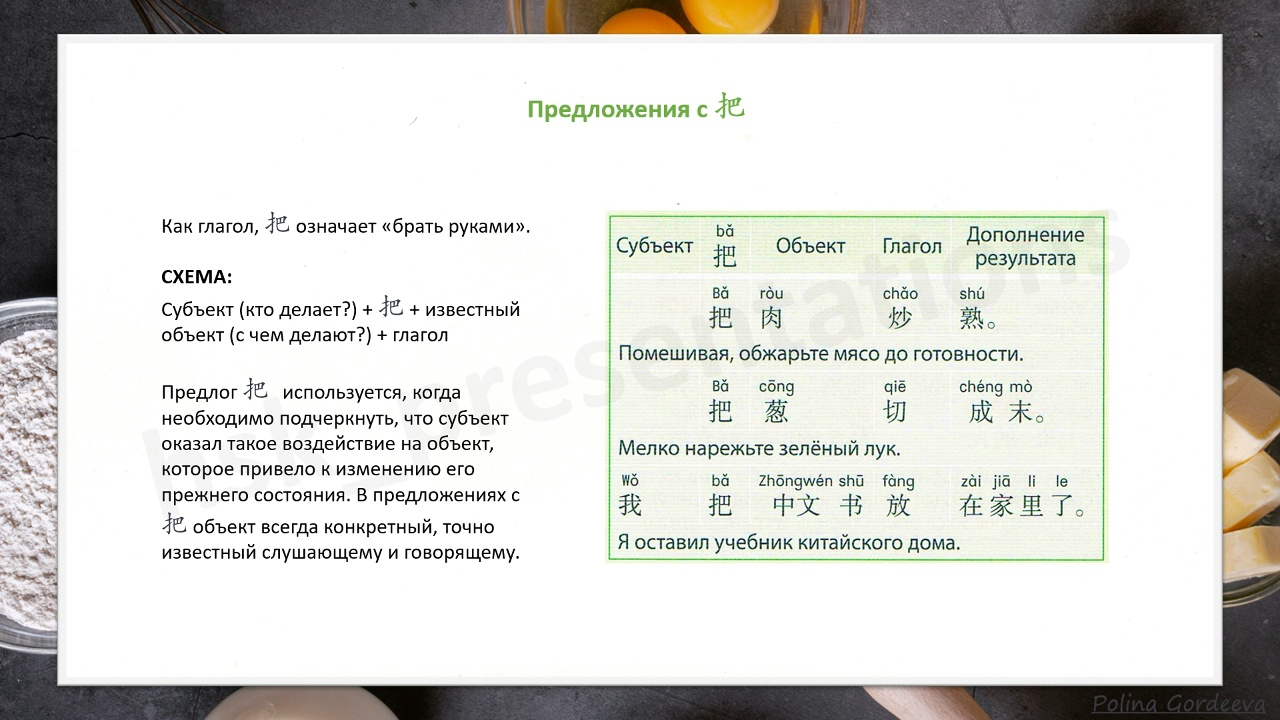 Предложения с 把
Как глагол, 把 означает «брать руками».
СХЕМА:
Субъект (кто делает?) + 把 + известный
объект (с чем делают?) + глагол
Предлог 把 используется, когда
необходимо подчеркнуть, что субъект
оказал такое воздействие на объект,
которое привело к изменению его
прежнего состояния. В предложениях с
把 объект всегда конкретный, точно
известный слушающему и говорящему.
bǎ
Субъект 把 Объект Глагол Дополнение
результата
Bǎ ròu chǎo shú
把 肉 炒 熟。
Помешивая, обжарьте мясо до готовности.
Bǎ cōng qiē chéng mò
把 葱 切 成 末。
Мелко нарежьте зелёный лук.
Wǒ bǎ Zhōngwén shū fàng zài jiā li le
我 把 中文 书 放 在 家 里 了。
Я оставил учебник китайского дома.
presentations
Polina Gordeeva